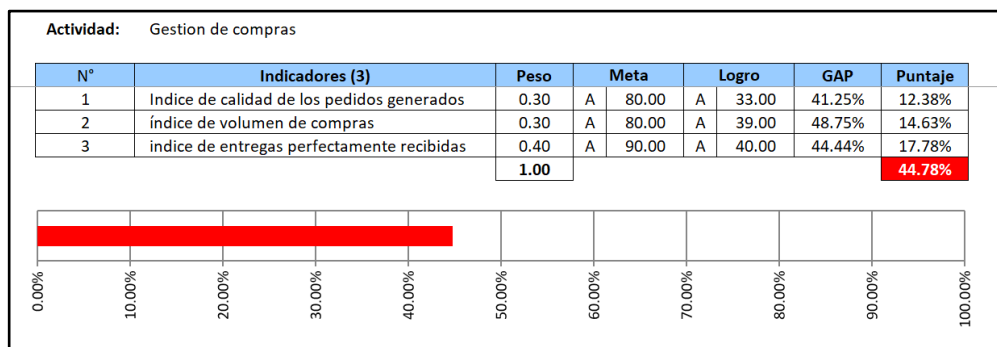 Actividad: Gestion de compras
N° Indicadores (3) Peso Meta Logro GAP Puntaje
1 Indice de calidad de los pedidos generados 0.30 A 80.00 A 33.00 41.25% 12.38%
2 índice de volumen de compras 0.30 A 80.00 A 39.00 48.75% 14.63%
3 indice de entregas perfectamente recibidas 0.40 A 90.00 A 40.00 44.44% 17.78%
1.00 44.78%
0.00% 10.00% 20.00% 30.00% 40.00% 50.00% 60.00% 70.00% 80.00% 90.00% 100.00%